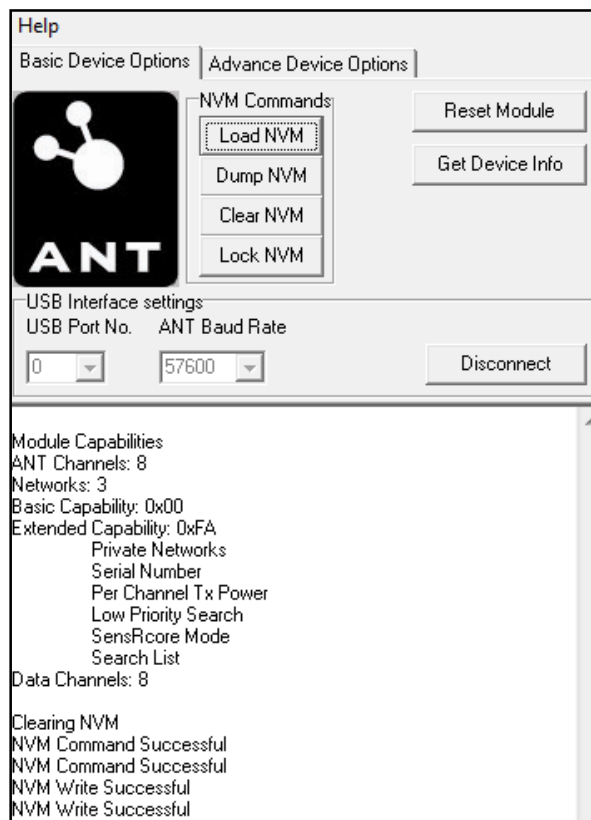 Help
Basic Device Options
Advance Device Options
NVM Commands
Load NVM
Dump NVM
Clear NVM
Lock NVM
Reset Module
Get Device Info
ANT
USB Interface settings
USB Port No. ANT Baud Rate
0 57600 Disconnect
Module Capabilities
ANT Channels: 8
Networks: 3
Basic Capability: 0x00
Extended Capability: 0xFA
Private Networks
Serial Number
Per Channel Tx Power
Low Priority Search
SensRcore Mode
Search List
Data Channels: 8
Clearing NVM
NVM Command Successful
NVM Command Successful
NVM Write Successful
NVM Write Successful